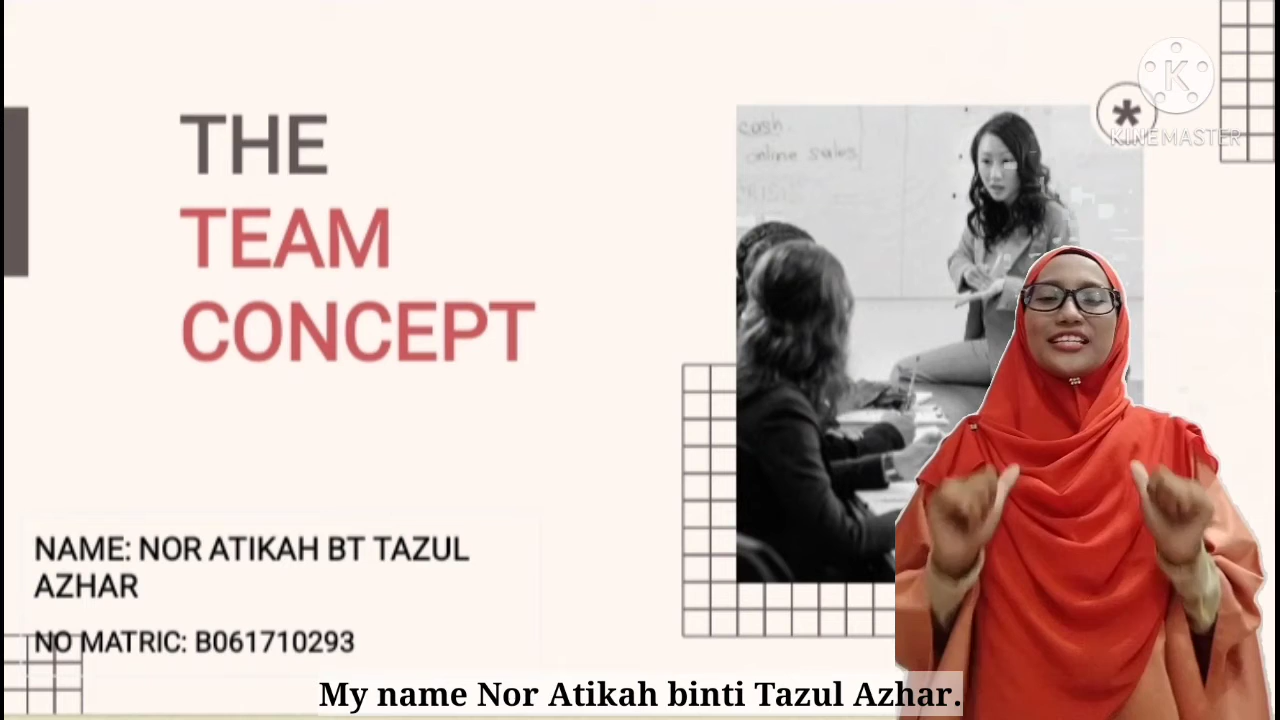 THE
TEAM
CONCEPT
cash
online sales
K
KINEMASTER
NAME: NOR ATIKAH BT TAZUL
AZHAR
NO MATRIC: B061710293
My name Nor Atikah binti Tazul Azhar.